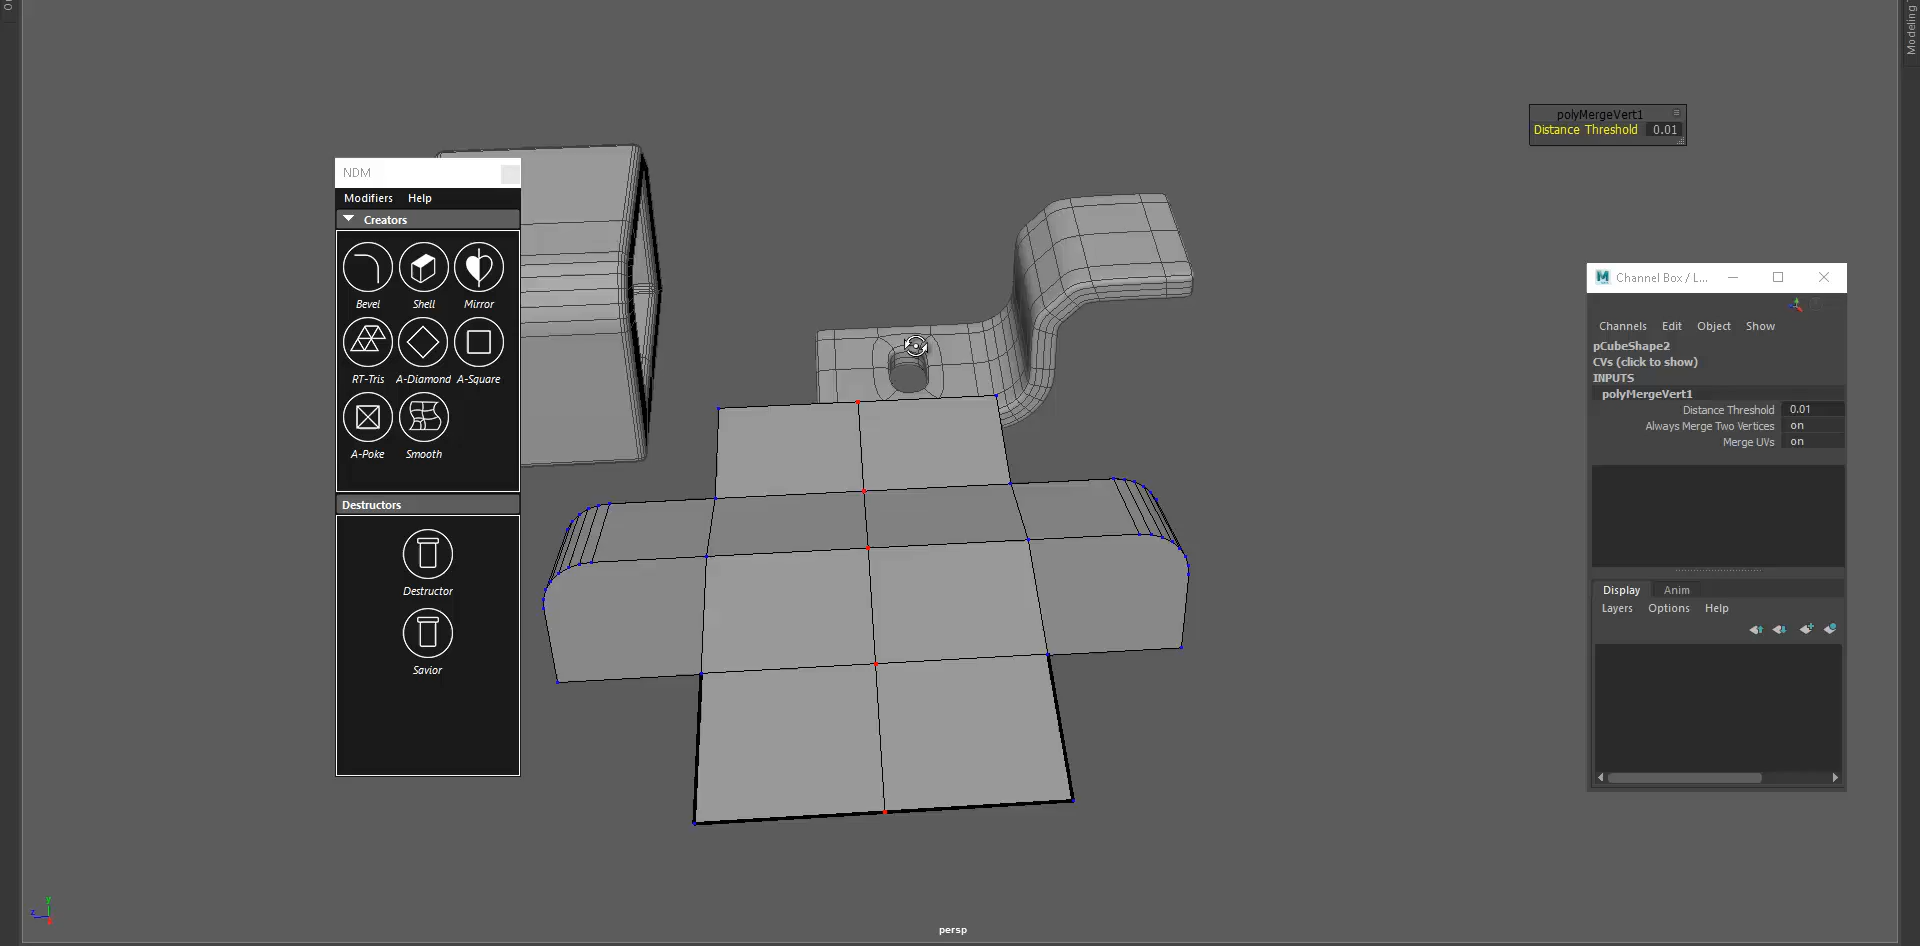 Modeling
polyMergeVert1
Distance Threshold 0.01
NDM
Modifiers Help
Creators
Bevel Shell Mirror
RT-Tris A-Diamond A-Square
A-Poke Smooth
Destructors
Destructor
Savior
Channel Box / L...
Channels Edit Object Show
pCubeShape2
CVs (click to show)
INPUTS
polyMergeVert1
Distance Threshold 0.01
Always Merge Two Vertices on
Merge UVs on
Display Anim
Layers Options Help
y
z
persp